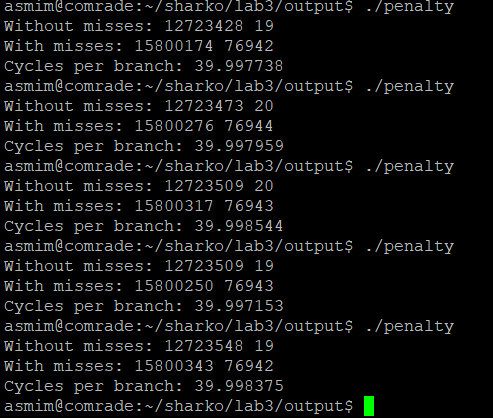 asmim@comrade:~/sharko/lab3/output$ ./penalty
Without misses: 12723428 19
With misses: 15800174 76942
Cycles per branch: 39.997738
asmim@comrade:~/sharko/lab3/output$ ./penalty
Without misses: 12723473 20
With misses: 15800276 76944
Cycles per branch: 39.997959
asmim@comrade:~/sharko/lab3/output$ ./penalty
Without misses: 12723509 20
With misses: 15800317 76943
Cycles per branch: 39.998544
asmim@comrade:~/sharko/lab3/output$ ./penalty
Without misses: 12723509 19
With misses: 15800250 76943
Cycles per branch: 39.997153
asmim@comrade:~/sharko/lab3/output$ ./penalty
Without misses: 12723548 19
With misses: 15800343 76942
Cycles per branch: 39.998375
asmim@comrade:~/sharko/lab3/output$